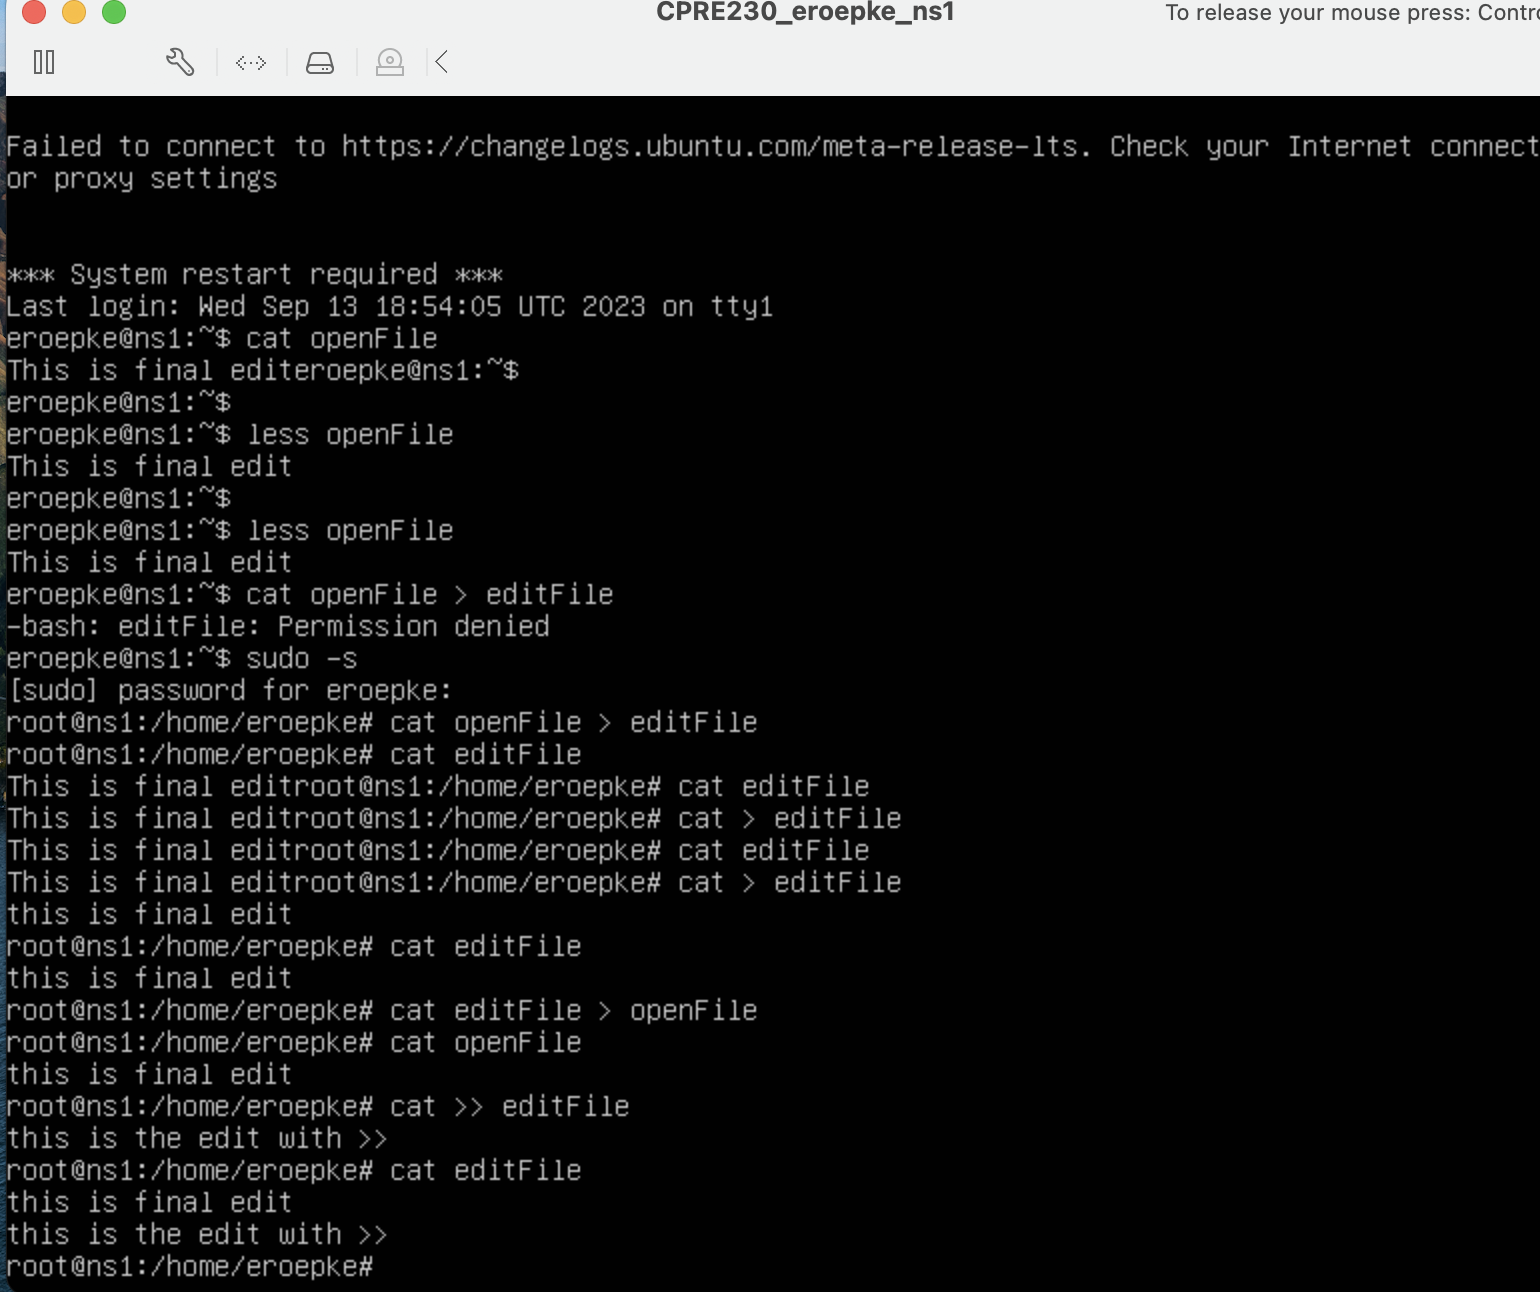 CPRE230_eroepke_ns1
To release your mouse press: Contro
Failed to connect to https://changelogs.ubuntu.com/meta-release-lts. Check your Internet connect
or proxy settings
*** System restart required ***
Last login: Wed Sep 13 18:54:05 UTC 2023 on tty1
eroepke@ns1:~$ cat openFile
This is final editeroepke@ns1:~$
eroepke@ns1:~$
eroepke@ns1:~$ less openFile
This is final edit
eroepke@ns1:~$
eroepke@ns1:~$ less openFile
This is final edit
eroepke@ns1:~$ cat openFile > editFile
-bash: editFile: Permission denied
eroepke@ns1:~$ sudo -s
[sudo] password for eroepke:
root@ns1:/home/eroepke# cat openFile > editFile
root@ns1:/home/eroepke# cat editFile
This is final editroot@ns1:/home/eroepke# cat editFile
This is final editroot@ns1:/home/eroepke# cat > editFile
This is final editroot@ns1:/home/eroepke# cat editFile
This is final editroot@ns1:/home/eroepke# cat > editFile
this is final edit
root@ns1:/home/eroepke# cat editFile
this is final edit
root@ns1:/home/eroepke# cat editFile > openFile
root@ns1:/home/eroepke# cat openFile
this is final edit
root@ns1:/home/eroepke# cat >> editFile
this is the edit with >>
root@ns1:/home/eroepke# cat editFile
this is final edit
this is the edit with >>
root@ns1:/home/eroepke#